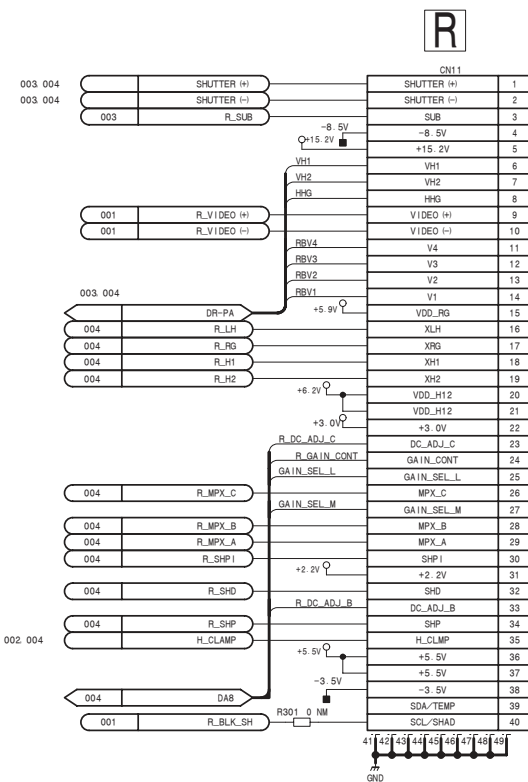 R
CN11
003. 004 SHUTTER (+) SHUTTER (+) 1
003. 004 SHUTTER (-) SHUTTER (-) 2
003 R_SUB SUB 3
-8. 5V -8. 5V 4
+15. 2V +15. 2V 5
VH1 VH1 6
VH2 VH2 7
HHG HHG 8
001 R_VIDEO (+) VIDEO (+) 9
001 R_VIDEO (-) VIDEO (-) 10
RBV4 V4 11
RBV3 V3 12
RBV2 V2 13
003. 004 RBV1 V1 14
DR-PA +5. 9V VDD_RG 15
004 R_LH XLH 16
004 R_RG XRG 17
004 R_H1 XH1 18
004 R_H2 XH2 19
+6. 2V VDD_H12 20
VDD_H12 21
+3. 0V +3. 0V 22
R_DC_ADJ_C DC_ADJ_C 23
R_GAIN_CONT GAIN_CONT 24
GAIN_SEL_L GAIN_SEL_L 25
004 R_MPX_C MPX_C 26
GAIN_SEL_M GAIN_SEL_M 27
004 R_MPX_B MPX_B 28
004 R_MPX_A MPX_A 29
004 R_SHPI SHPI 30
+2. 2V +2. 2V 31
004 R_SHD SHD 32
R_DC_ADJ_B DC_ADJ_B 33
004 R_SHP SHP 34
002. 004 H_CLAMP H_CLMP 35
+5. 5V +5. 5V 36
+5. 5V 37
-3. 5V -3. 5V 38
004 DA8 SDA/TEMP 39
001 R_BLK_SH R301 0 NM SCL/SHAD 40
41 42 43 44 45 46 47 48 49
GND